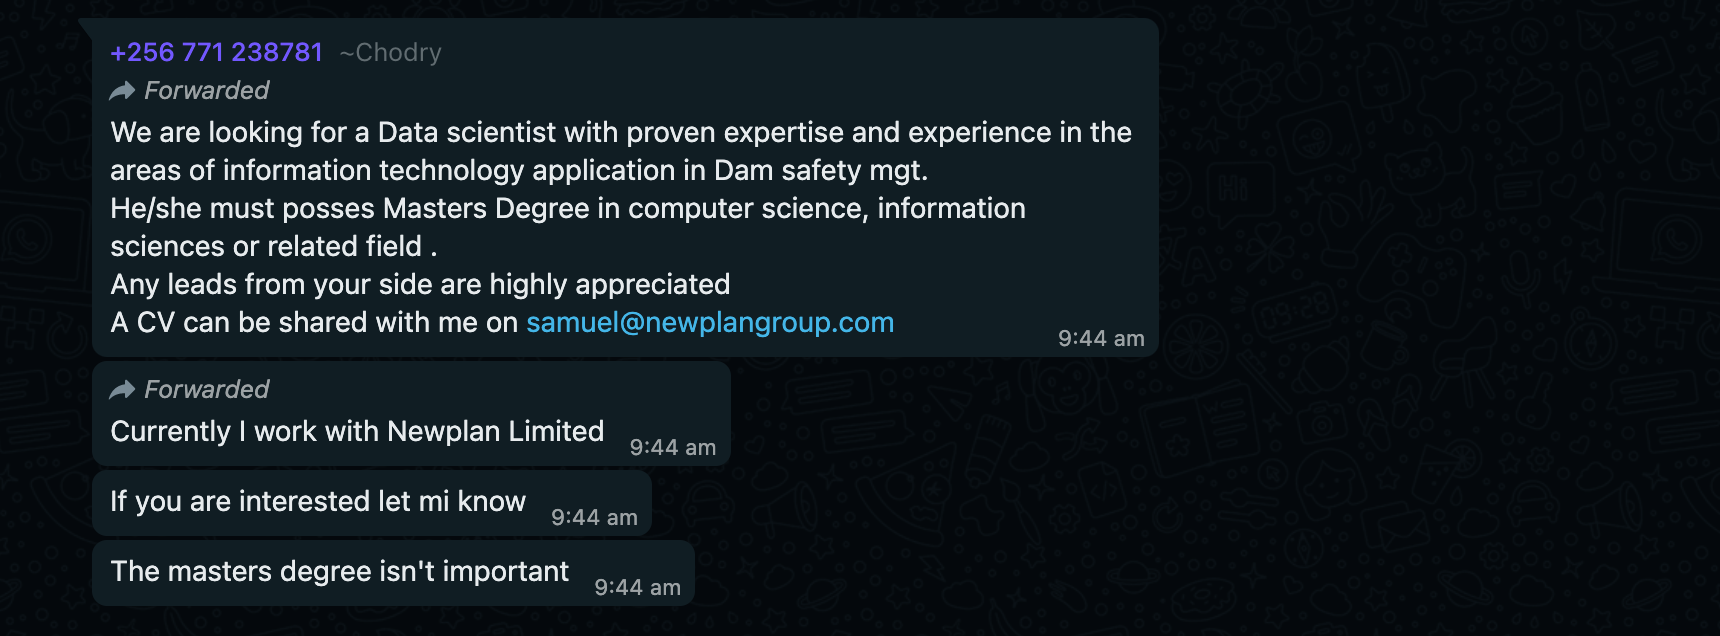 +256 771 238781 ~Chodry
Forwarded
We are looking for a Data scientist with proven expertise and experience in the
areas of information technology application in Dam safety mgt.
He/she must posses Masters Degree in computer science, information
sciences or related field .
Any leads from your side are highly appreciated
A CV can be shared with me on samuel@newplangroup.com
9:44 am
Forwarded
Currently I work with Newplan Limited
9:44 am
If you are interested let mi know
9:44 am
The masters degree isn't important
9:44 am